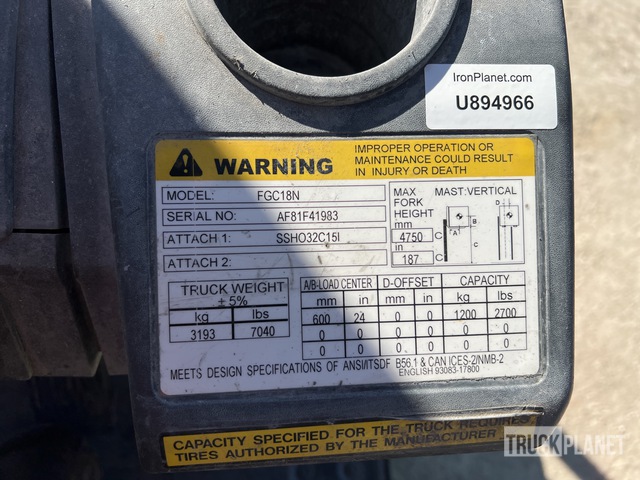 IronPlanet.com
U894966
WARNING
IMPROPER OPERATION OR
MAINTENANCE COULD RESULT
IN INJURY OR DEATH
MODEL: FGC18N
SERIAL NO: AF81F41983
ATTACH 1: SSHO32C15I
ATTACH 2:
MAX FORK HEIGHT
MAST: VERTICAL
mm
4750 C
in
187 C
A B C D
TRUCK WEIGHT
± 5%
kg lbs
3193 7040
A/B-LOAD CENTER D-OFFSET CAPACITY
mm in mm in kg lbs
600 24 0 0 1200 2700
0 0 0 0 0 0
0 0 0 0 0 0
MEETS DESIGN SPECIFICATIONS OF ANSI/ITSDF B56.1 & CAN ICES-2/NMB-2
ENGLISH 93083-17800
CAPACITY SPECIFIED FOR THE TRUCK REQUIRES
TIRES AUTHORIZED BY THE MANUFACTURER
TRUCKPLANET